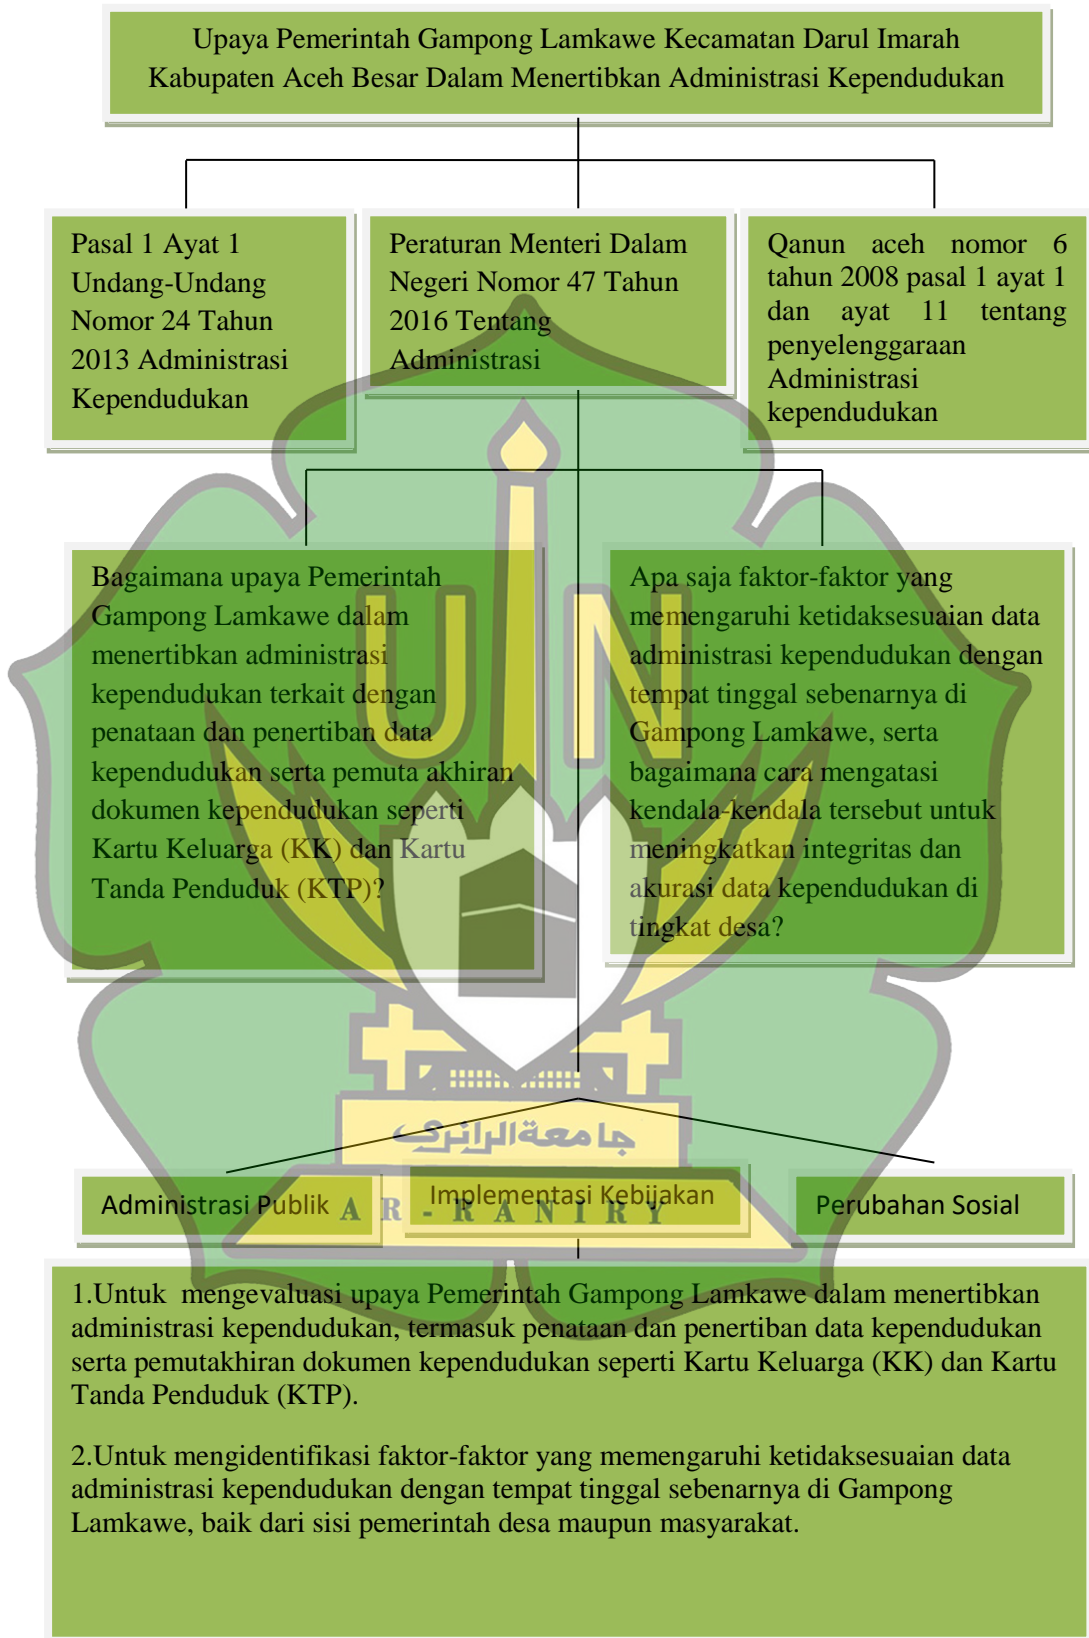 Upaya Pemerintah Gampong Lamkawe Kecamatan Darul Imarah
Kabupaten Aceh Besar Dalam Menertibkan Administrasi Kependudukan
Pasal 1 Ayat 1
Undang-Undang
Nomor 24 Tahun
2013 Administrasi
Kependudukan
Peraturan Menteri Dalam
Negeri Nomor 47 Tahun
2016 Tentang
Administrasi
Qanun aceh nomor 6
tahun 2008 pasal 1 ayat 1
dan ayat 11 tentang
penyelenggaraan
Administrasi
kependudukan
Bagaimana upaya Pemerintah
Gampong Lamkawe dalam
menertibkan administrasi
kependudukan terkait dengan
penataan dan penertiban data
kependudukan serta pemuta akhiran
dokumen kependudukan seperti
Kartu Keluarga (KK) dan Kartu
Tanda Penduduk (KTP)?
Apa saja faktor-faktor yang
memengaruhi ketidaksesuaian data
administrasi kependudukan dengan
tempat tinggal sebenarnya di
Gampong Lamkawe, serta
bagaimana cara mengatasi
kendala-kendala tersebut untuk
meningkatkan integritas dan
akurasi data kependudukan di
tingkat desa?
UIN
جامعة الرانري
AR-RANIRY
Administrasi Publik
Implementasi Kebijakan
Perubahan Sosial
1.Untuk  mengevaluasi upaya Pemerintah Gampong Lamkawe dalam menertibkan
administrasi kependudukan, termasuk penataan dan penertiban data kependudukan
serta pemutakhiran dokumen kependudukan seperti Kartu Keluarga (KK) dan Kartu
Tanda Penduduk (KTP).
2.Untuk mengidentifikasi faktor-faktor yang memengaruhi ketidaksesuaian data
administrasi kependudukan dengan tempat tinggal sebenarnya di Gampong
Lamkawe, baik dari sisi pemerintah desa maupun masyarakat.